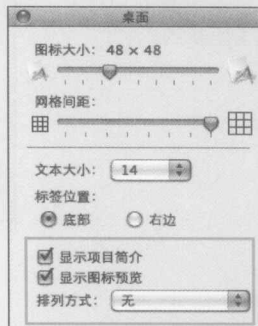 桌面
图标大小: 48 × 48
网格间距:
文本大小: 14
标签位置:
底部 右边
显示项目简介
显示图标预览
排列方式: 无